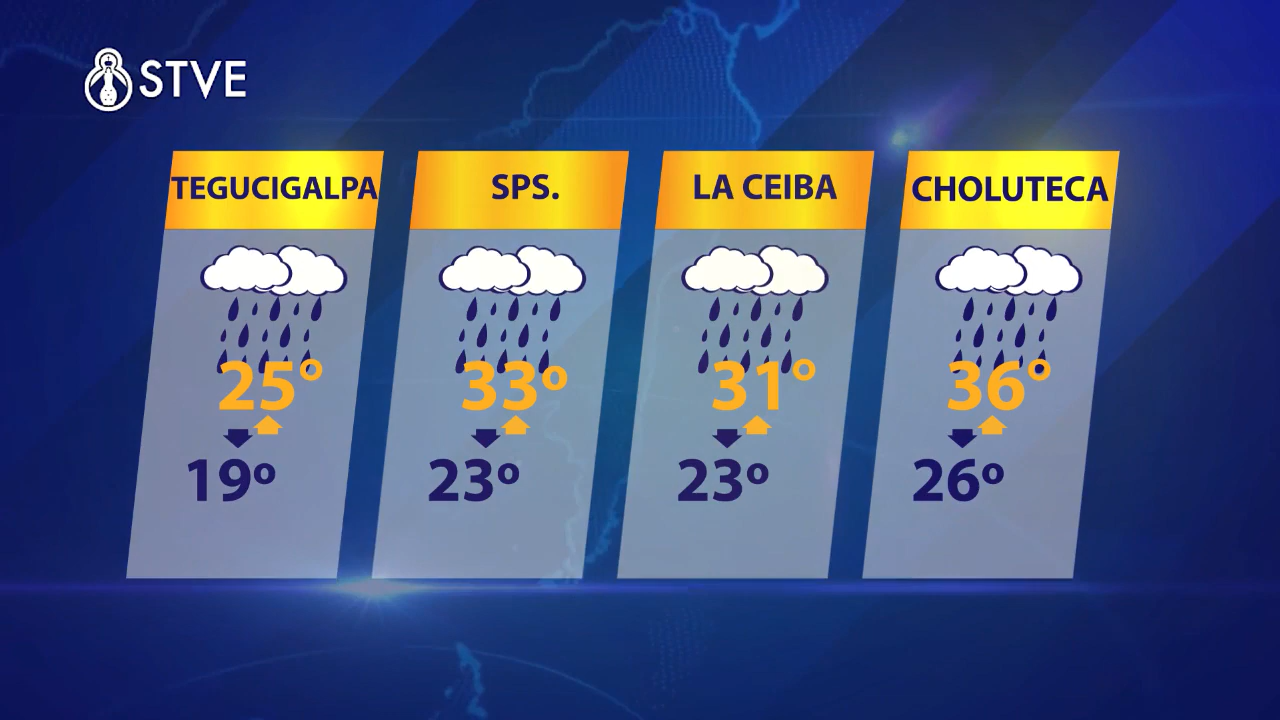 STVE
TEGUCIGALPA
25°
19º
SPS.
33º
23º
LA CEIBA
31°
23º
CHOLUTECA
36°
26º